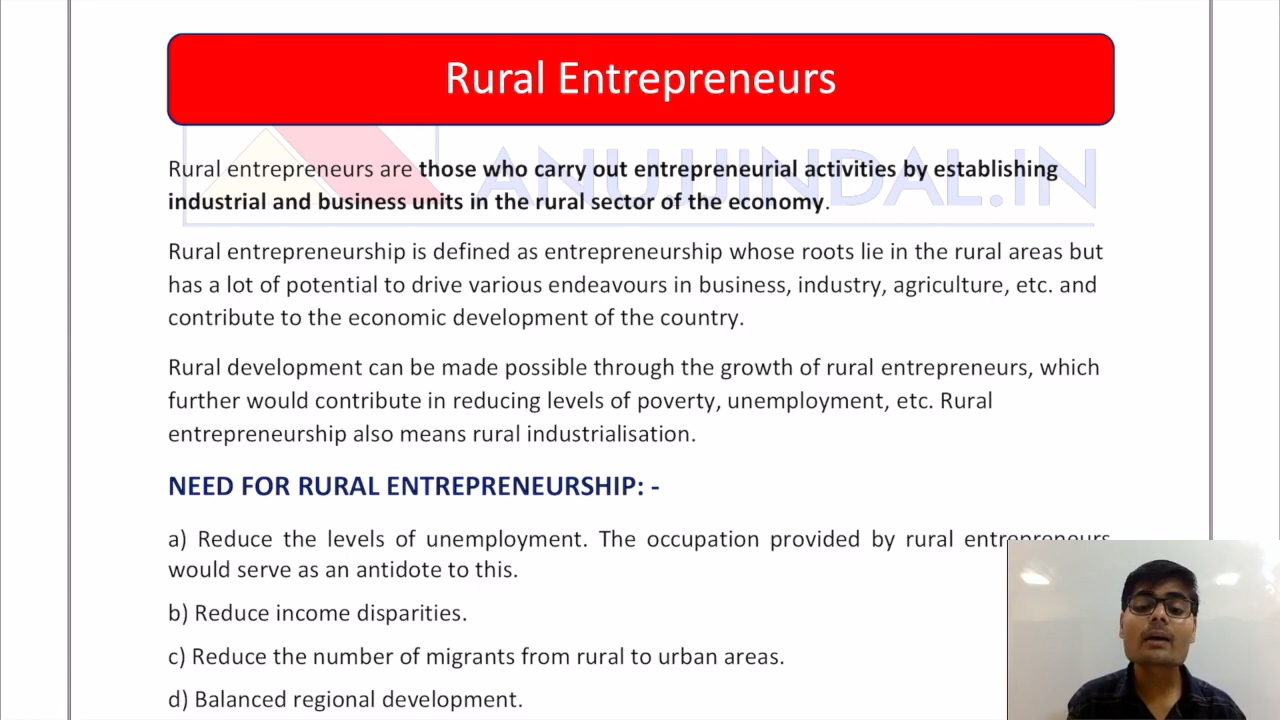 Rural Entrepreneurs
ANUJJINDAL.IN
Rural entrepreneurs are those who carry out entrepreneurial activities by establishing
industrial and business units in the rural sector of the economy.
Rural entrepreneurship is defined as entrepreneurship whose roots lie in the rural areas but
has a lot of potential to drive various endeavours in business, industry, agriculture, etc. and
contribute to the economic development of the country.
Rural development can be made possible through the growth of rural entrepreneurs, which
further would contribute in reducing levels of poverty, unemployment, etc. Rural
entrepreneurship also means rural industrialisation.
NEED FOR RURAL ENTREPRENEURSHIP: -
a) Reduce the levels of unemployment. The occupation provided by rural entrepreneurs
would serve as an antidote to this.
b) Reduce income disparities.
c) Reduce the number of migrants from rural to urban areas.
d) Balanced regional development.